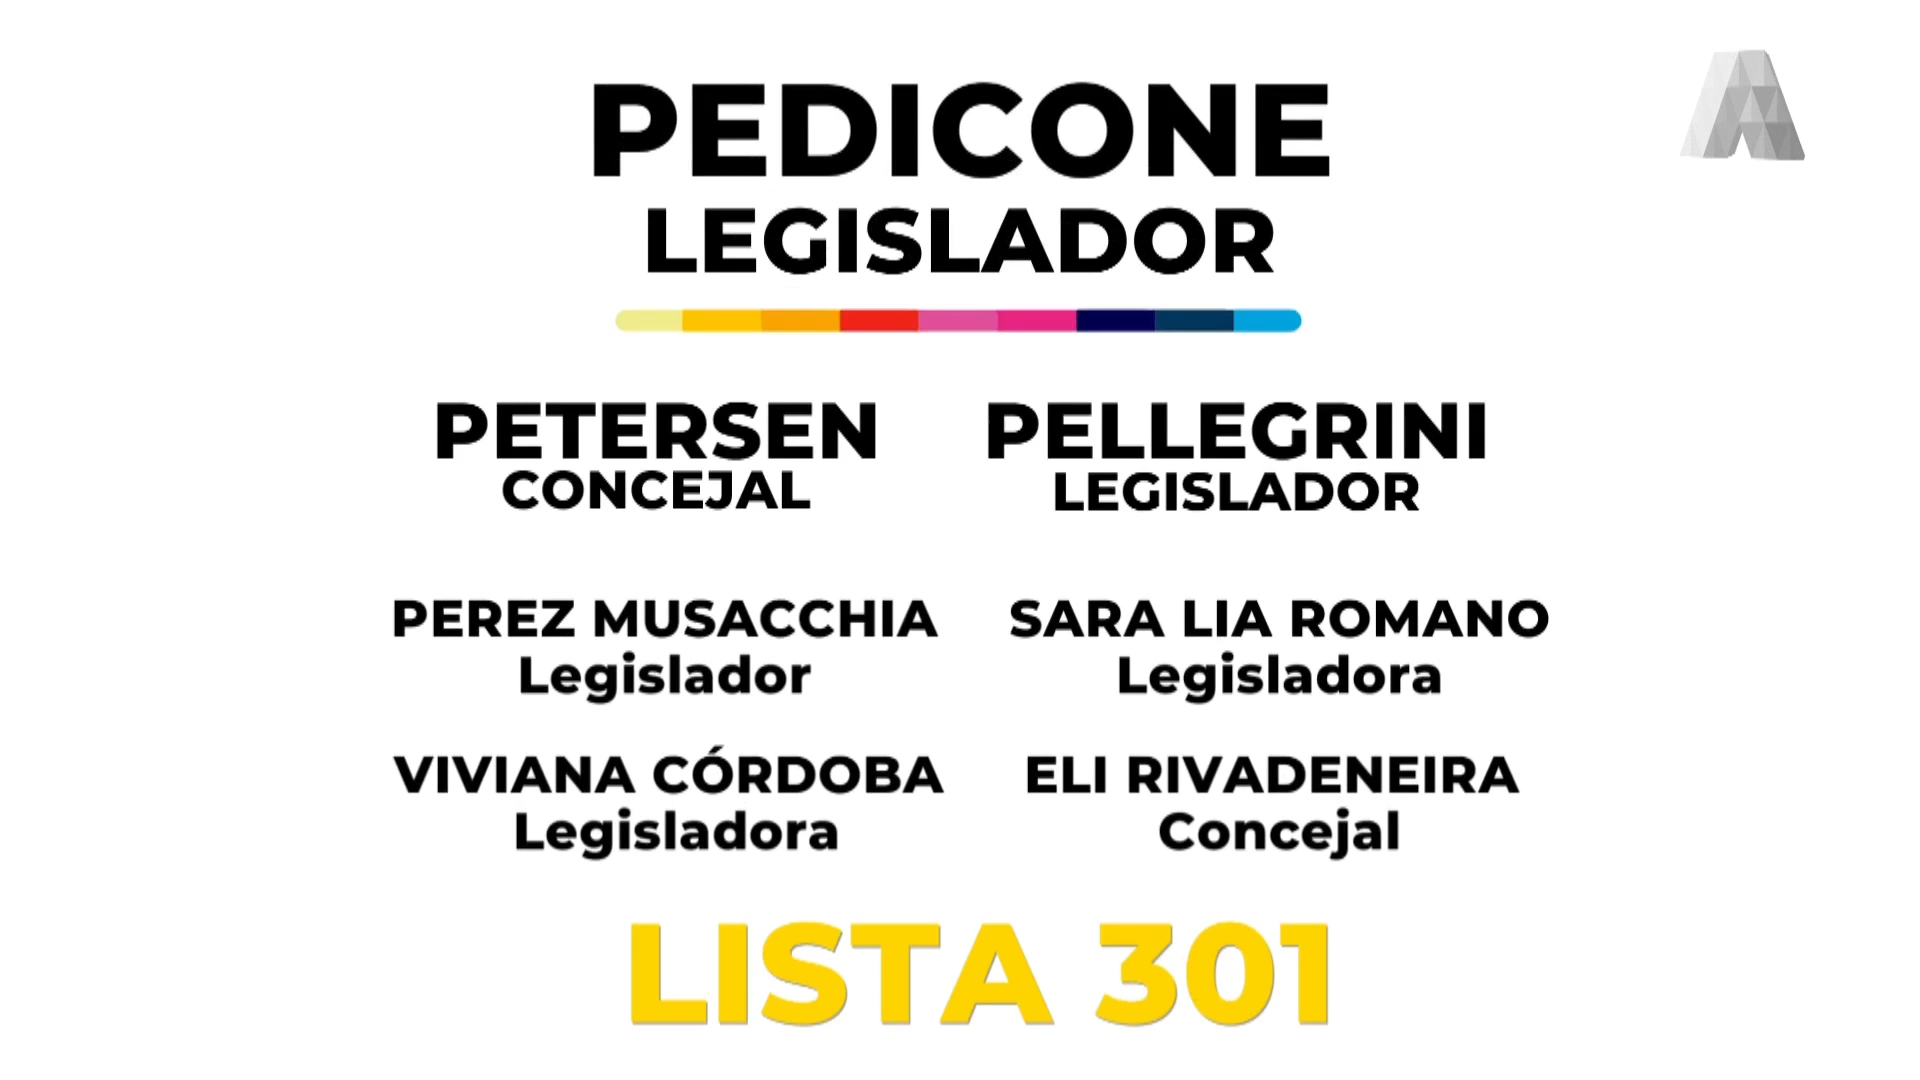 PEDICONE
LEGISLADOR
PETERSEN
CONCEJAL
PELLEGRINI
LEGISLADOR
PEREZ MUSACCHIA
Legislador
SARA LIA ROMANO
Legisladora
VIVIANA CÓRDOBA
Legisladora
ELI RIVADENEIRA
Concejal
LISTA 301